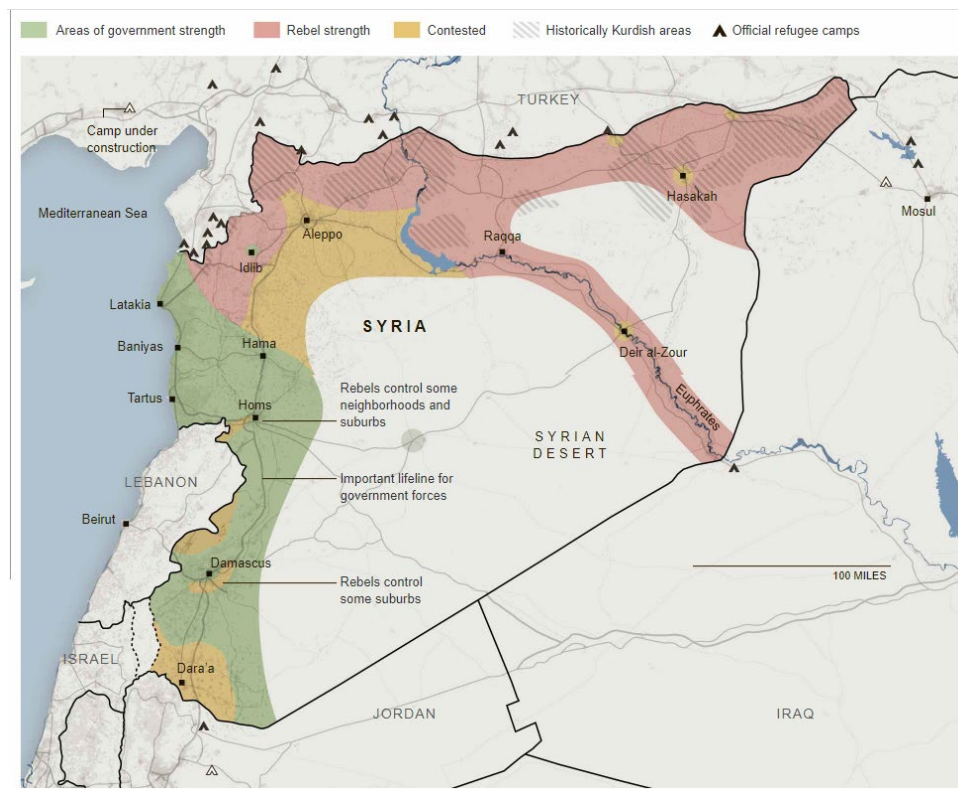 Areas of government strength
Rebel strength
Contested
Historically Kurdish areas
Official refugee camps
TURKEY
Camp under
construction
Mediterranean Sea
Hasakah
Mosul
Aleppo
Raqqa
Idlib
Latakia
SYRIA
Baniyas
Hama
Deir al-Zour
Rebels control some
neighborhoods and
suburbs
Tartus
Homs
Euphrates
SYRIAN
DESERT
LEBANON
Important lifeline for
government forces
Beirut
Damascus
Rebels control
some suburbs
100 MILES
ISRAEL
Dara'a
JORDAN
IRAQ